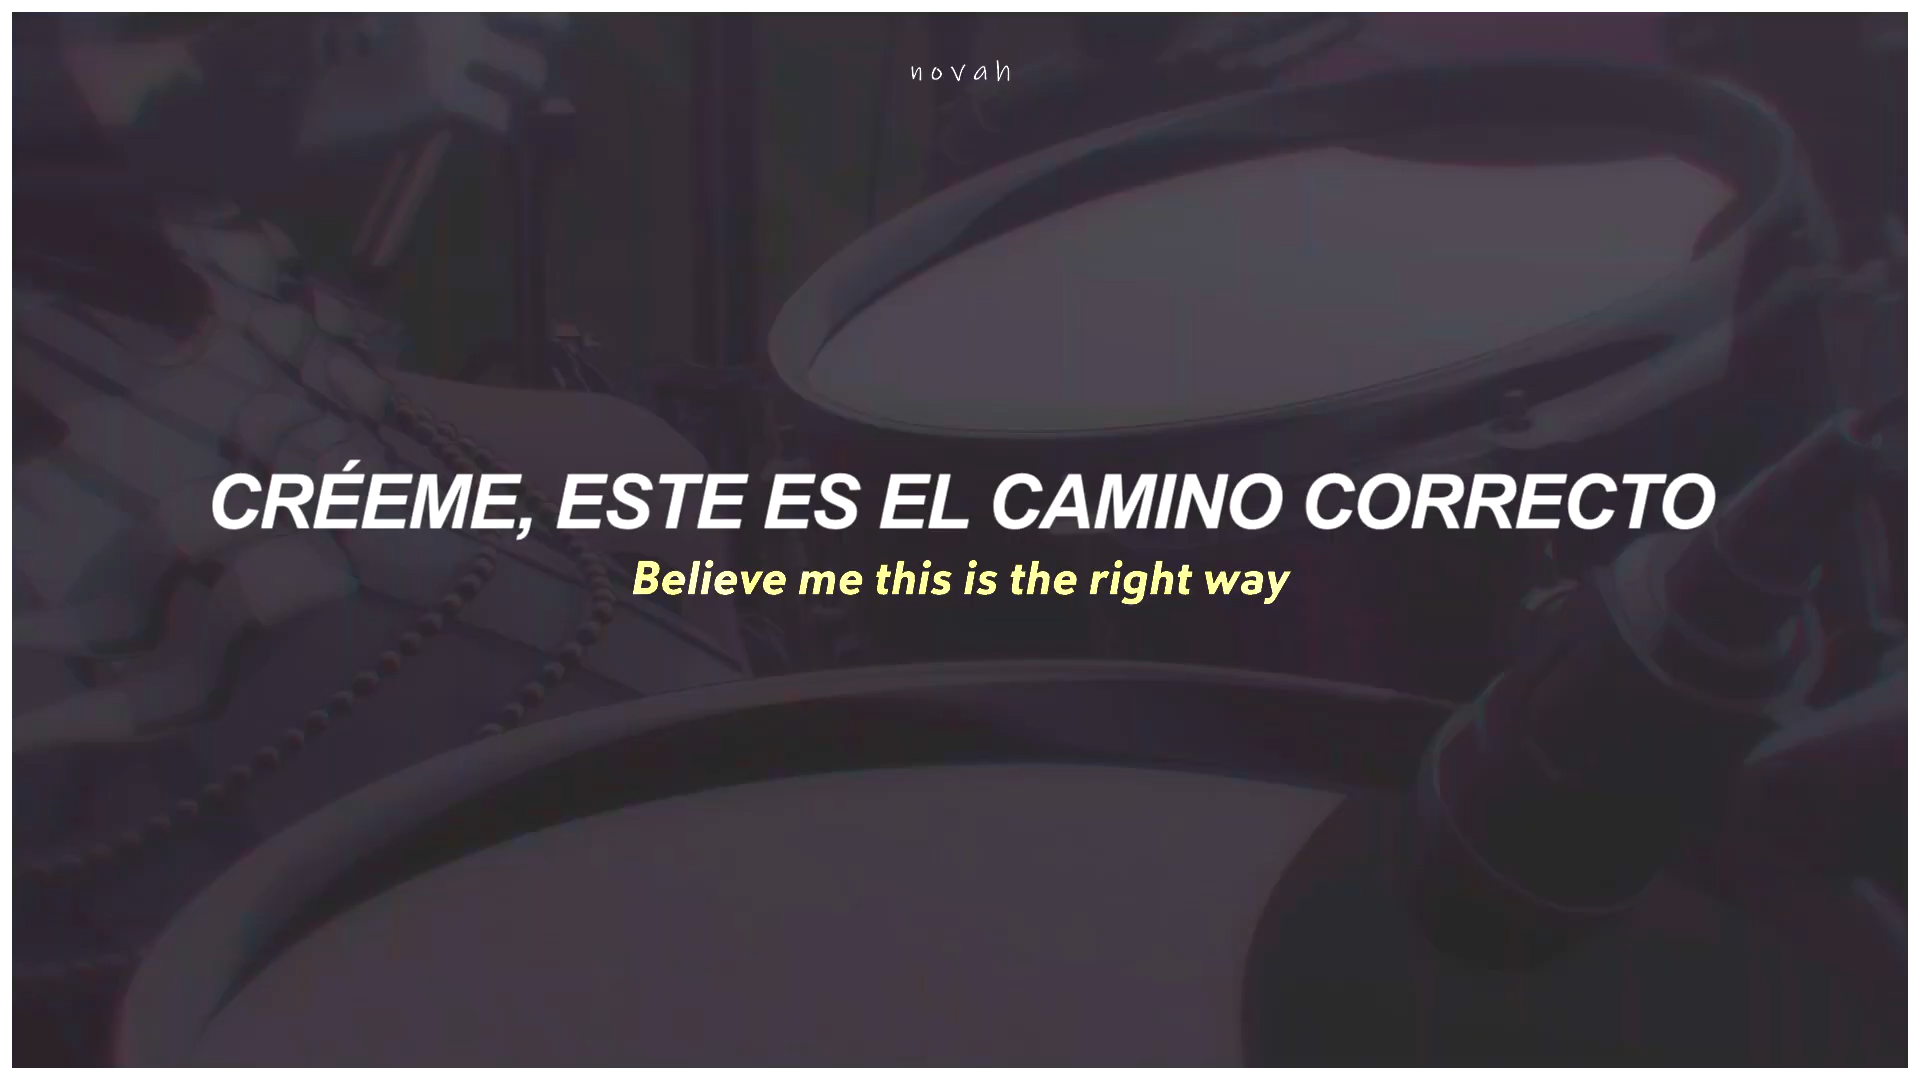 novah
CRÉEME, ESTE ES EL CAMINO CORRECTO
Believe me this is the right way